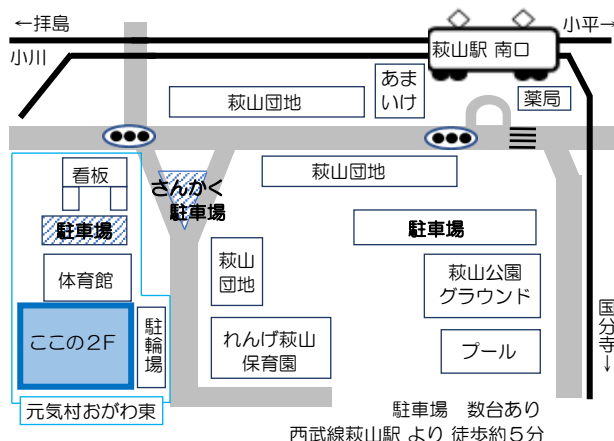 ←拝島
小平→
萩山駅 南口
小川
あま
いけ
薬局
萩山団地
看板
さんかく
駐車場
萩山団地
駐車場
駐車場
体育館
萩山
団地
萩山公園
グラウンド
国分寺→
ここの2F
駐輪場
れんげ萩山
保育園
プール
元気村おがわ東
駐車場 数台あり
西武線萩山駅 より 徒歩約5分